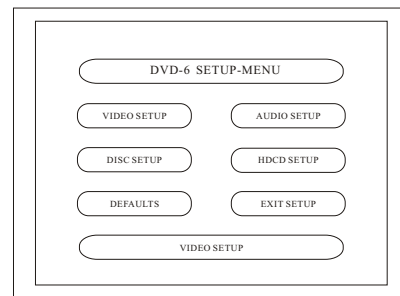 DVD-6 SETUP-MENU
VIDEO SETUP AUDIO SETUP
DISC SETUP HDCD SETUP
DEFAULTS EXIT SETUP
VIDEO SETUP